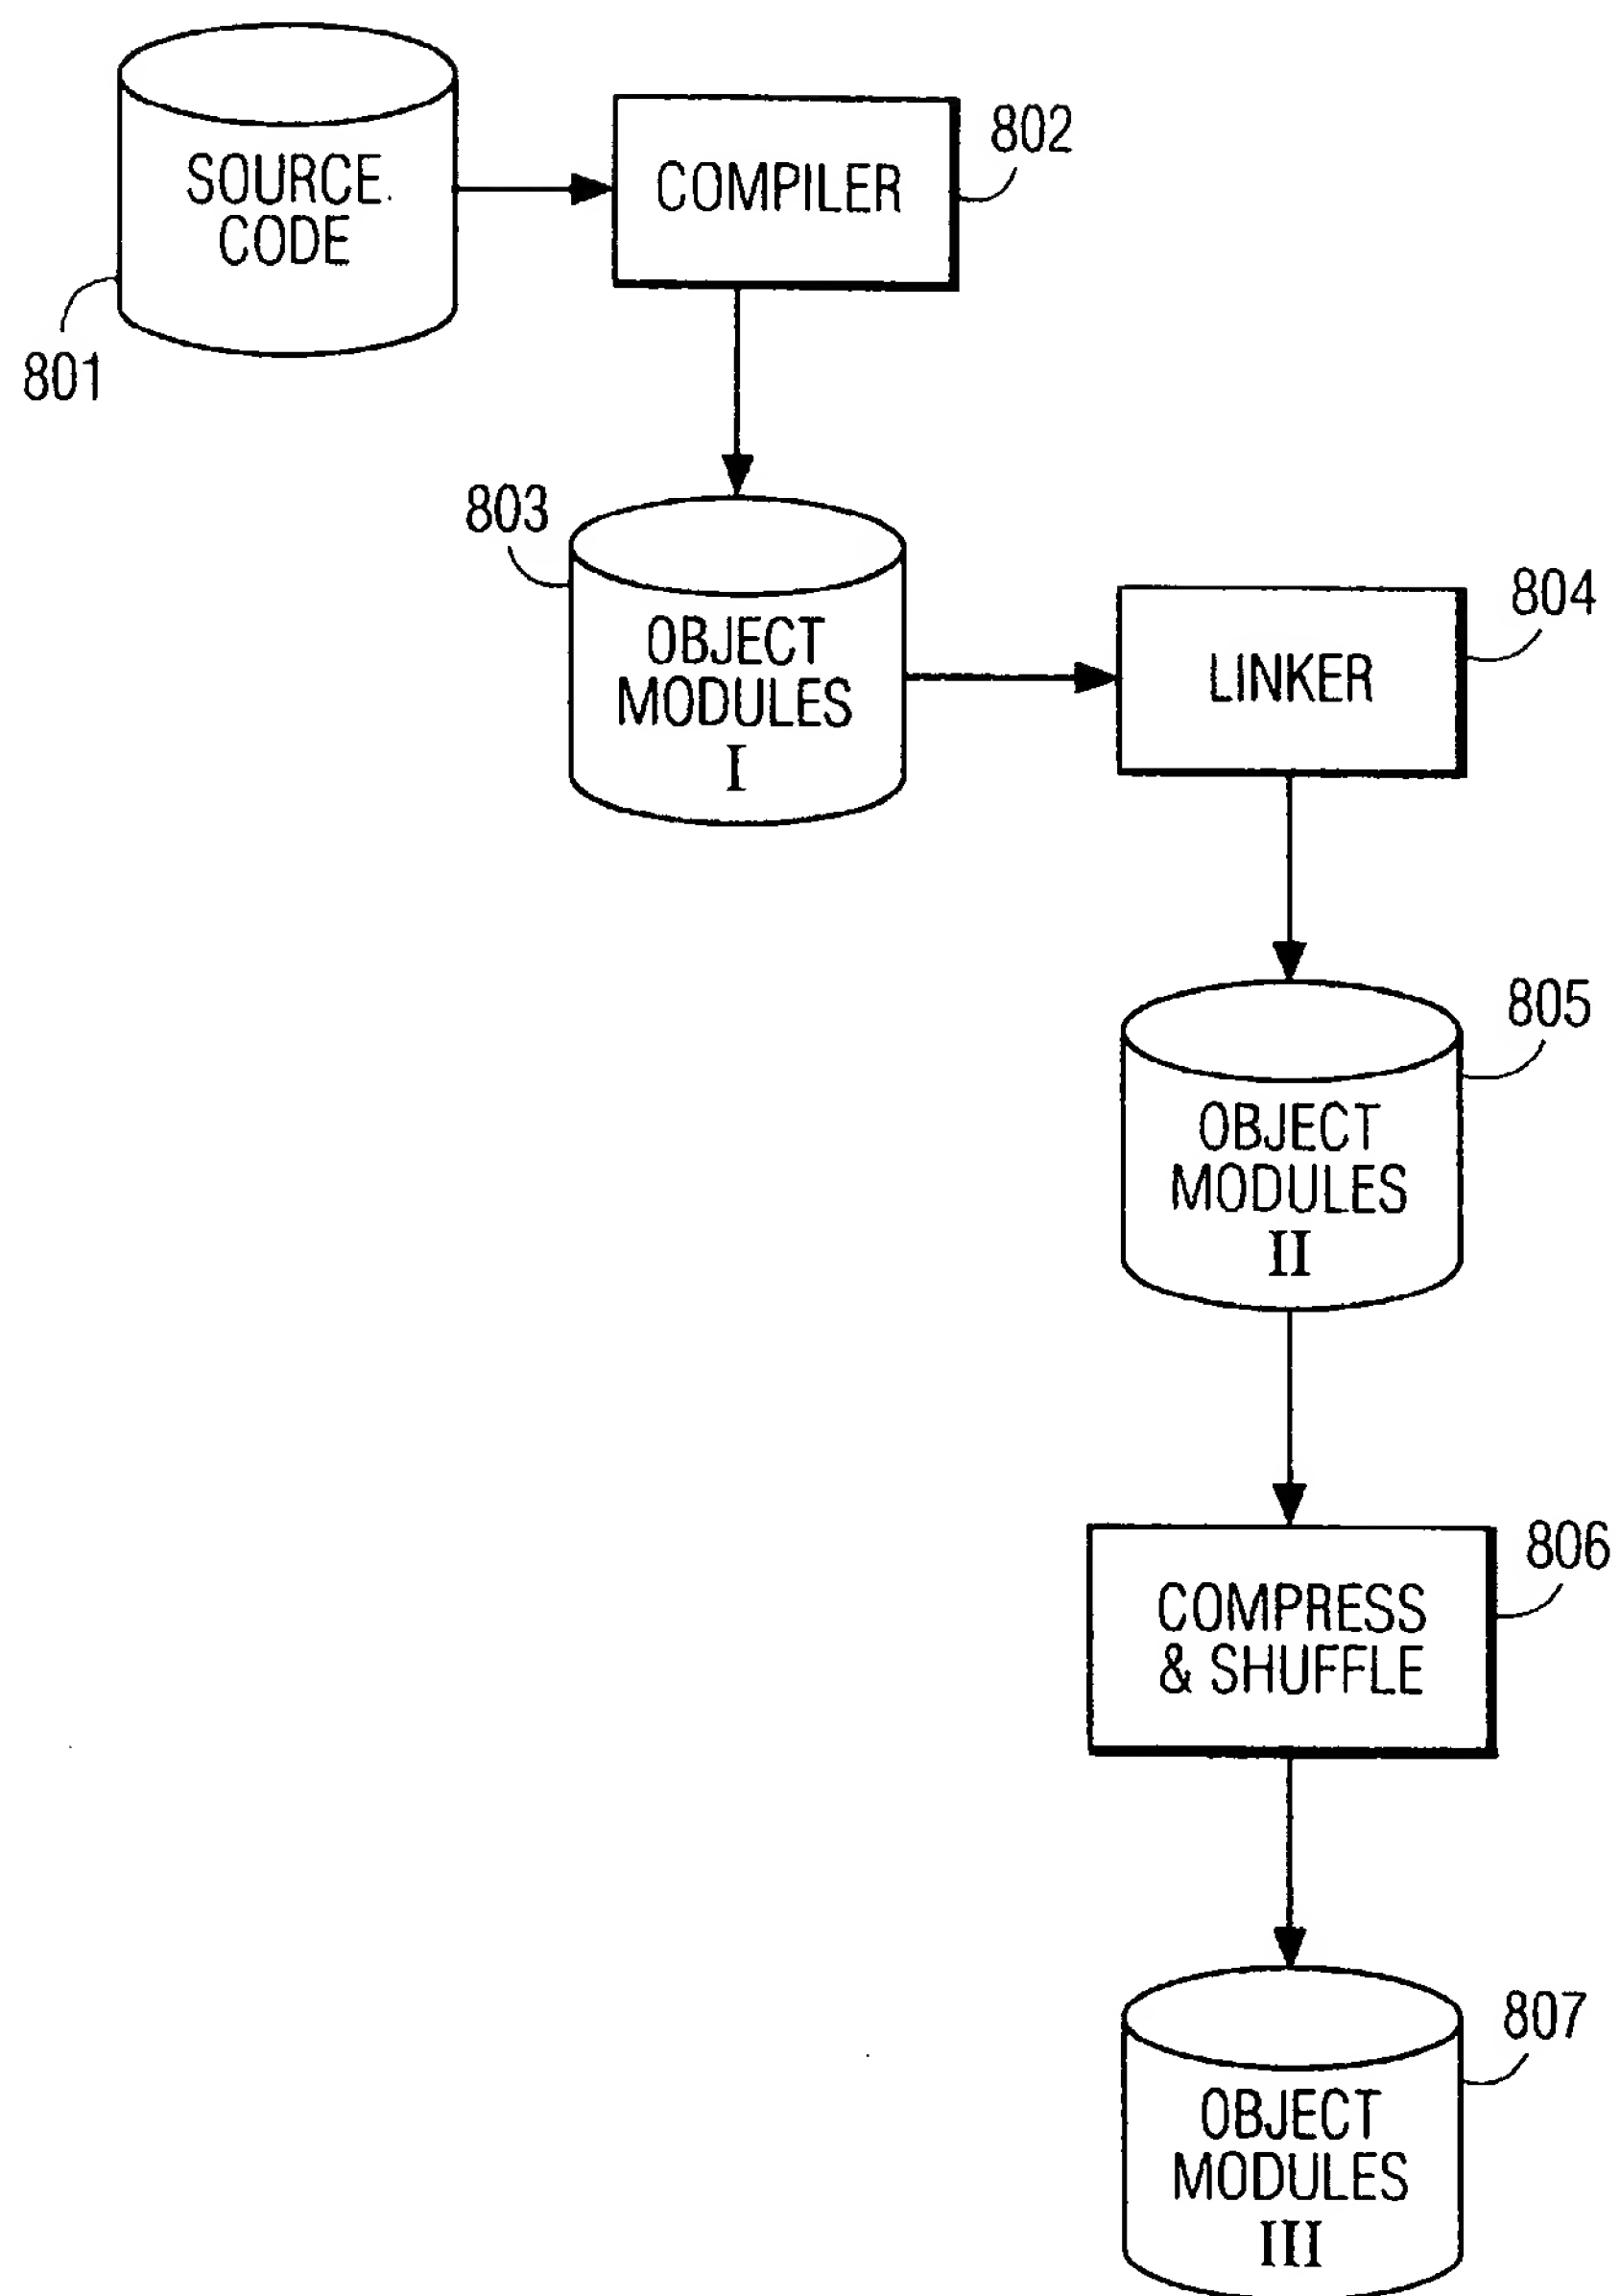 SOURCE
CODE
801
COMPILER
802
803
OBJECT
MODULES
I
LINKER
804
805
OBJECT
MODULES
II
806
COMPRESS
& SHUFFLE
807
OBJECT
MODULES
III